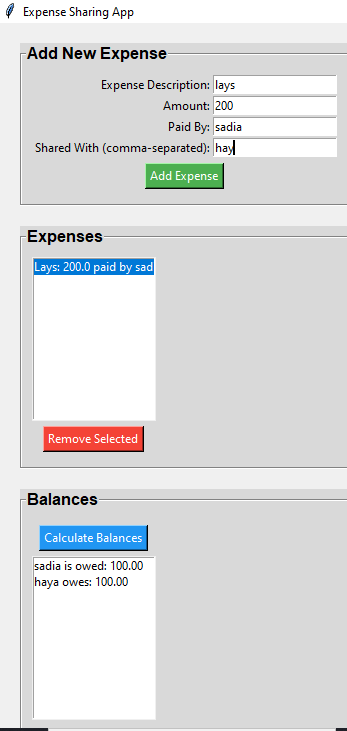 Expense Sharing App
Add New Expense
Expense Description: lays
Amount: 200
Paid By: sadia
Shared With (comma-separated): hay
Add Expense
Expenses
Lays: 200.0 paid by sad
Remove Selected
Balances
Calculate Balances
sadia is owed: 100.00
haya owes: 100.00